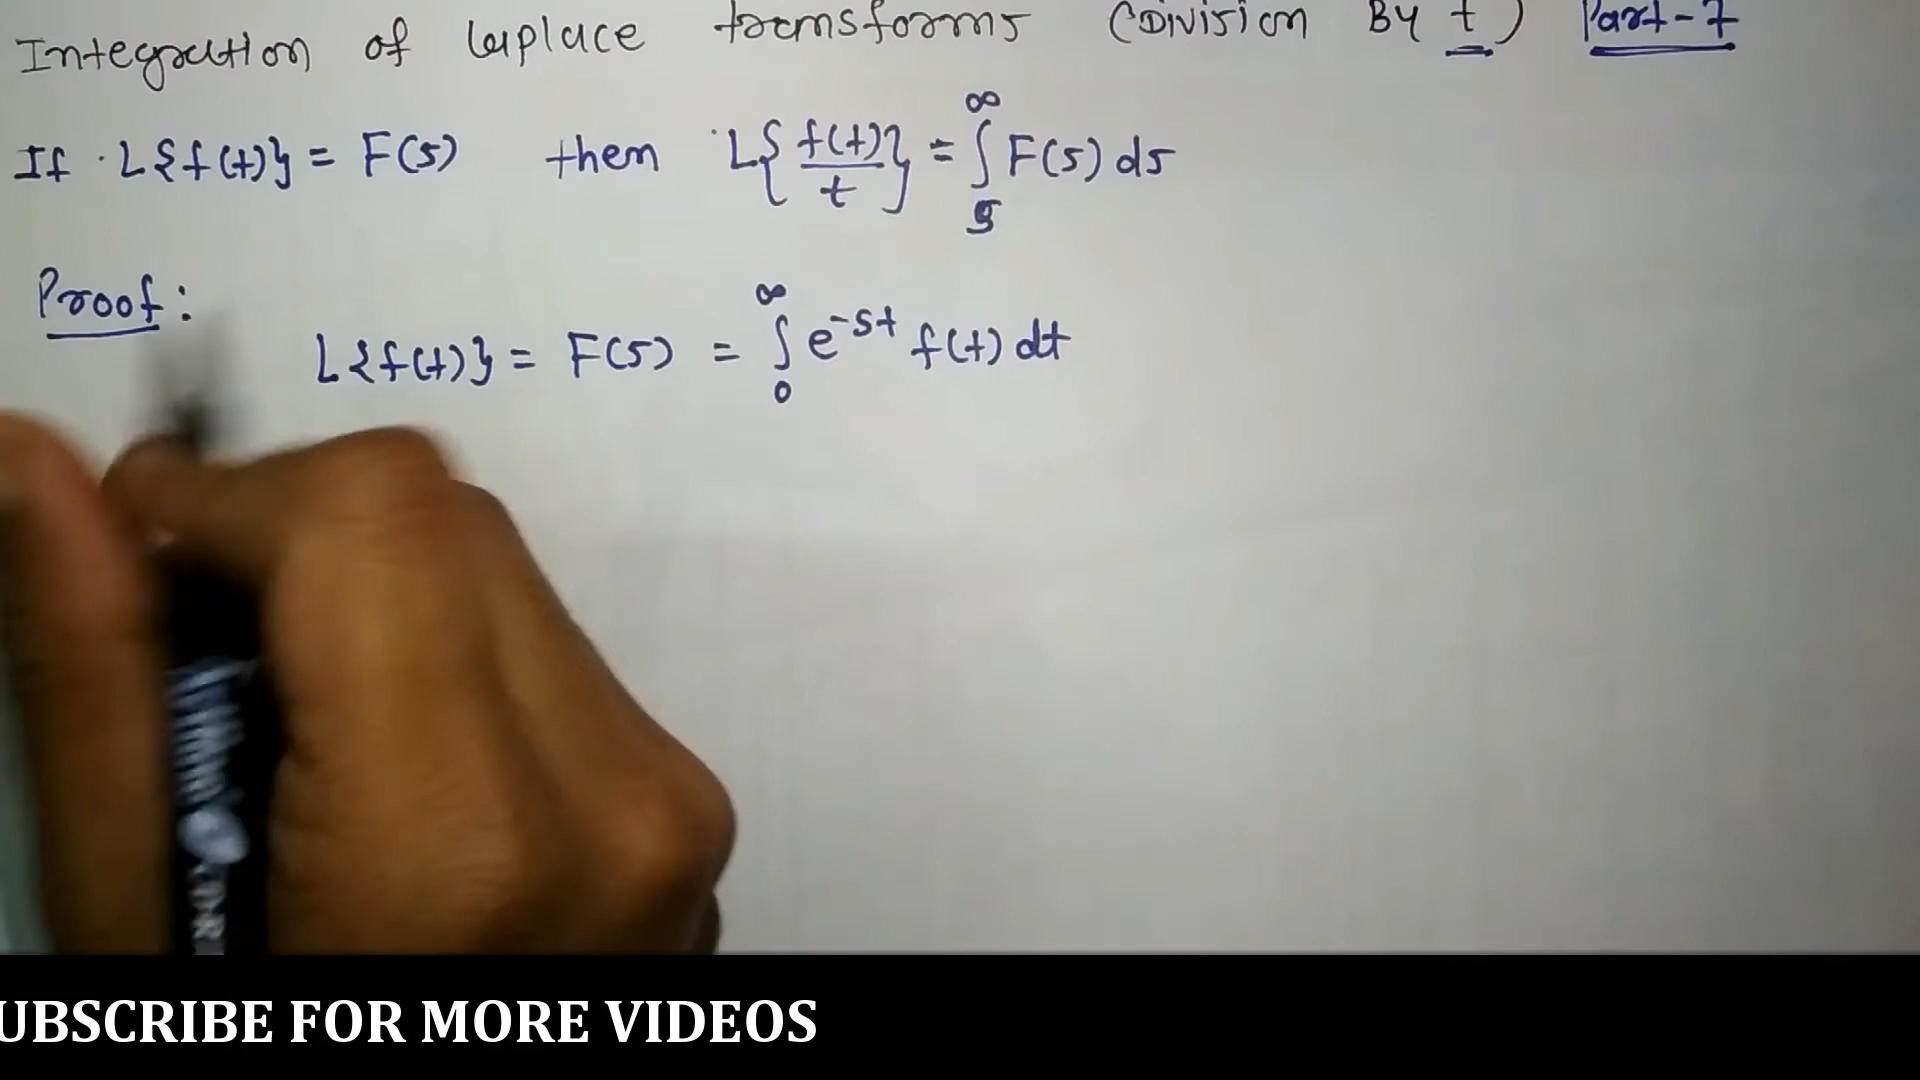 Integration of Laplace transforms (Division By t) Part-7
If L{f(t)} = F(s) then L{f(t)/t} = ∫_s^∞ F(s) ds
Proof:
L{f(t)} = F(s) = ∫_0^∞ e^{-st} f(t) dt
UBSCRIBE FOR MORE VIDEOS